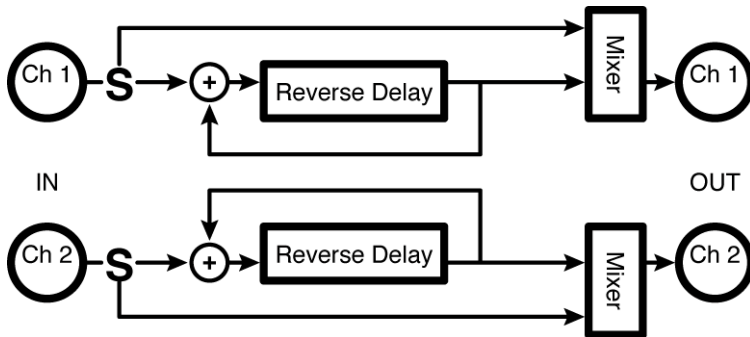 Ch 1
S
+
Reverse Delay
Mixer
Ch 1
IN
OUT
Ch 2
S
+
Reverse Delay
Mixer
Ch 2